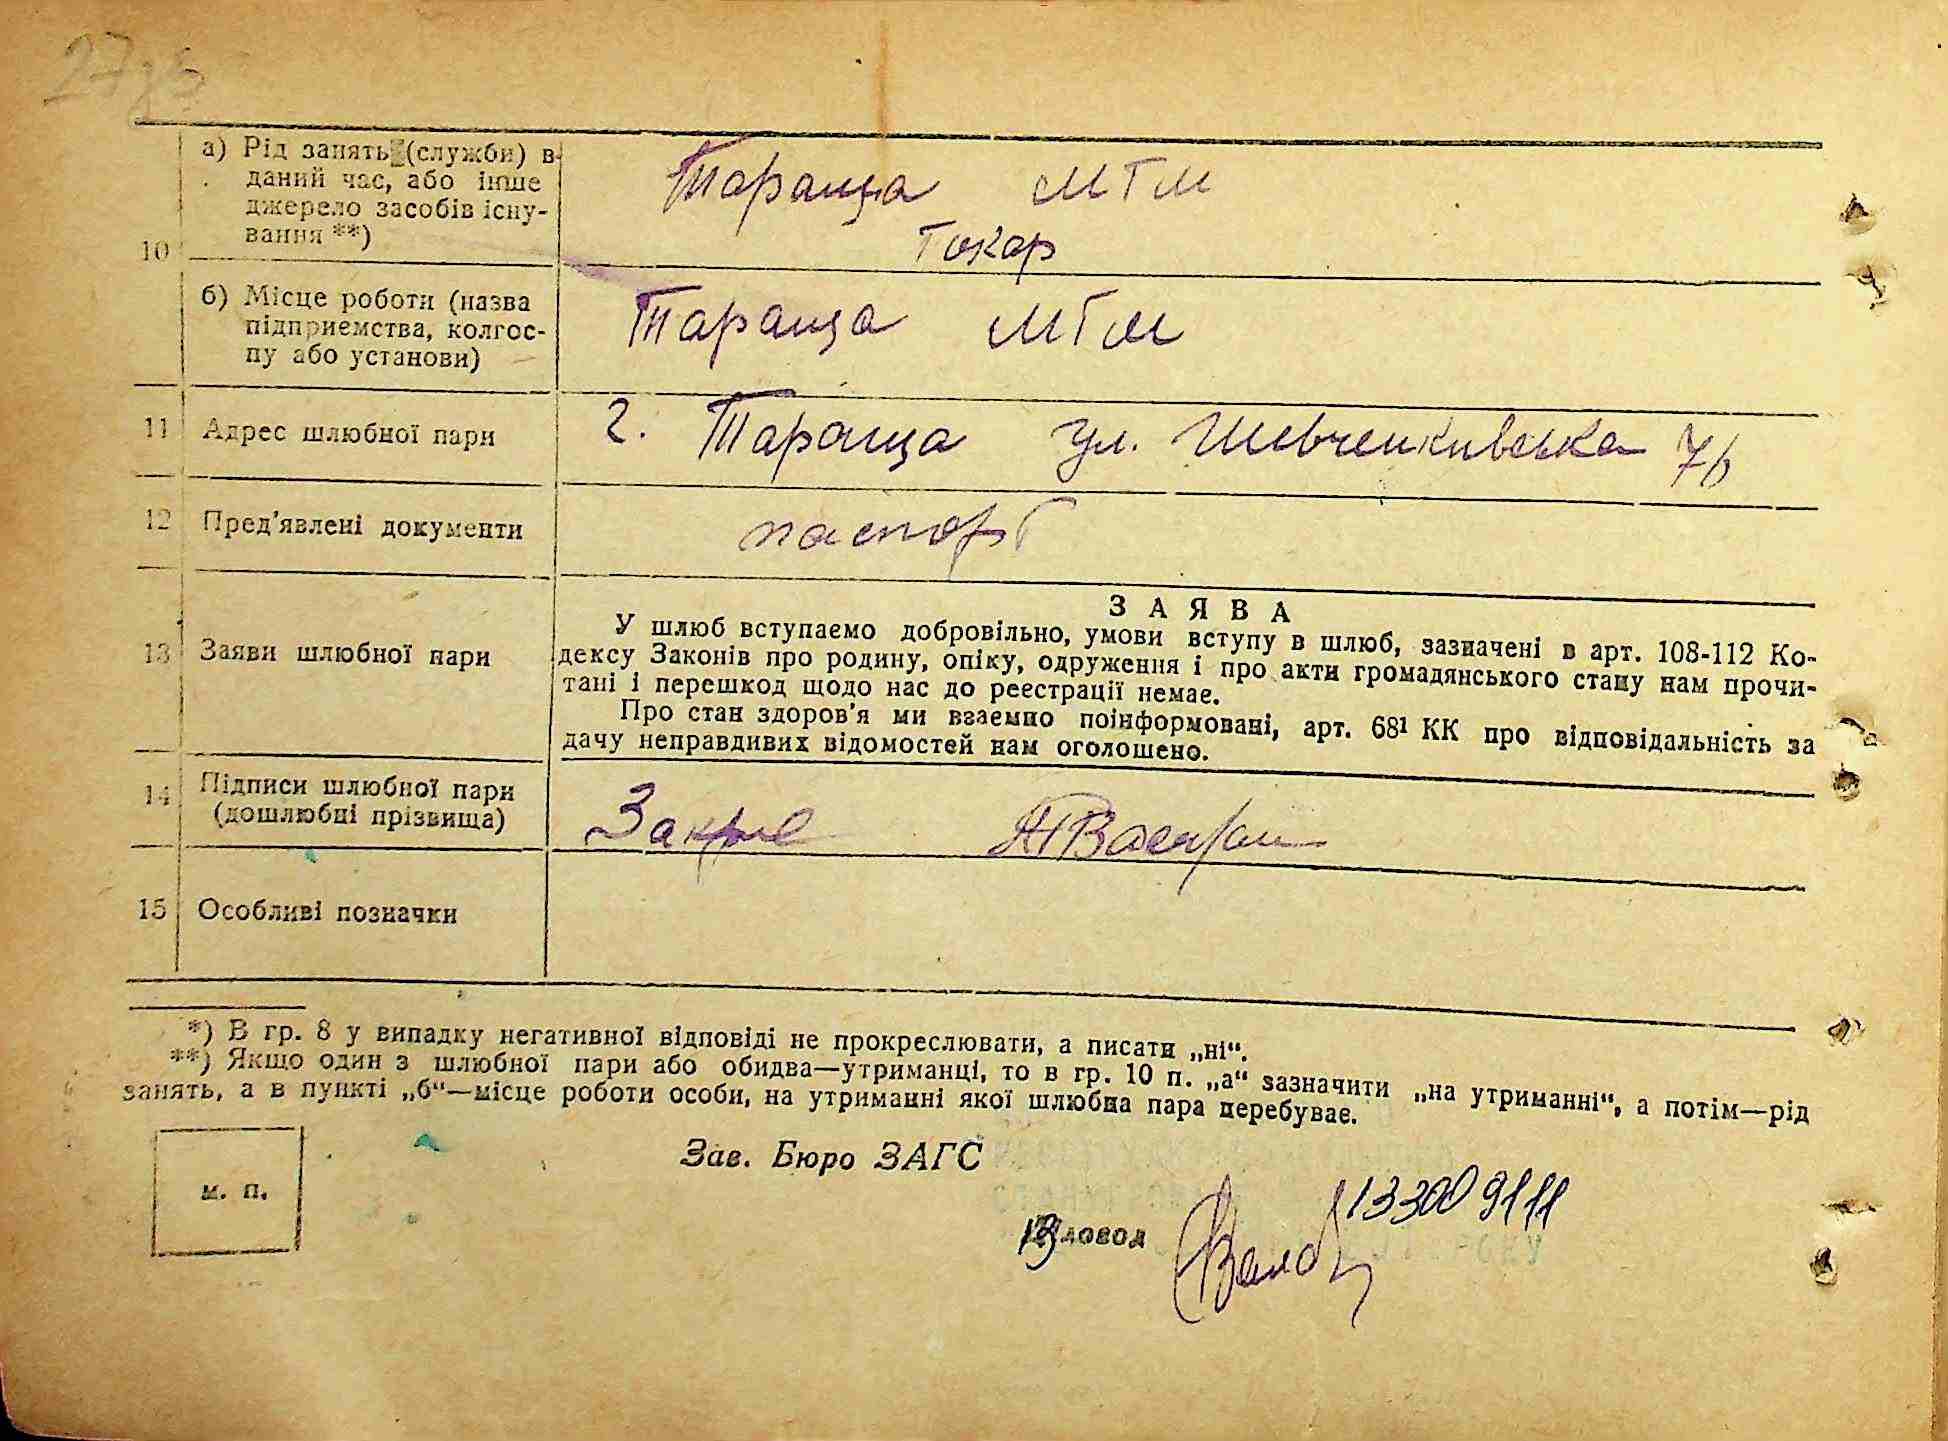 10
а) Рід занять (служби) в
даний час, або інше
джерело засобів існу-
вання **)
Тараща МТМ
Токар
б) Місце роботи (назва
підприємства, колгос-
пу або установи)
Тараща МТМ
11 Адрес шлюбної пари
г. Тараща ул. Шевченкивська 76
12 Пред'явлені документи
паспорт
13 Заяви шлюбної пари
ЗАЯВА
У шлюб вступаємо добровільно, умови вступу в шлюб, зазначені в арт. 108-112 Ко-
дексу Законів про родину, опіку, одруження і про акти громадянського стану нам прочи-
тані і перешкод щодо нас до реєстрації немає.
Про стан здоров'я ми взаємно поінформовані, арт. 68¹ КК про відповідальність за
дачу неправдивих відомостей нам оголошено.
14 Підписи шлюбної пари
(дошлюбні прізвища)
15 Особливі позначки
*) В гр. 8 у випадку негативної відповіді не прокреслювати, а писати „ні“.
**) Якщо один з шлюбної пари або обидва—утриманці, то в гр. 10 п. „а“ зазначити „на утриманні“, а потім—рід
занять, а в пункті „б“—місце роботи особи, на утриманні якої шлюбна пара перебуває.
м. п.
Зав. Бюро ЗАГС
Діловод